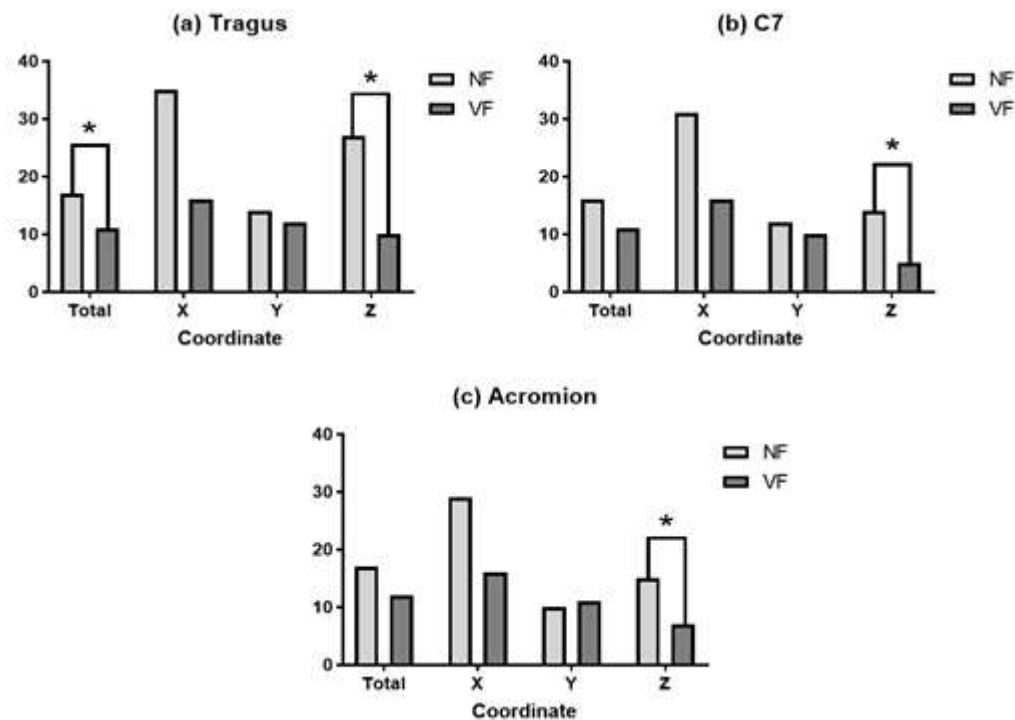 (a) Tragus
40
30
20
10
0
*
*
NF
VF
Total X Y Z
Coordinate
(b) C7
40
30
20
10
0
*
NF
VF
Total X Y Z
Coordinate
(c) Acromion
40
30
20
10
0
*
NF
VF
Total X Y Z
Coordinate